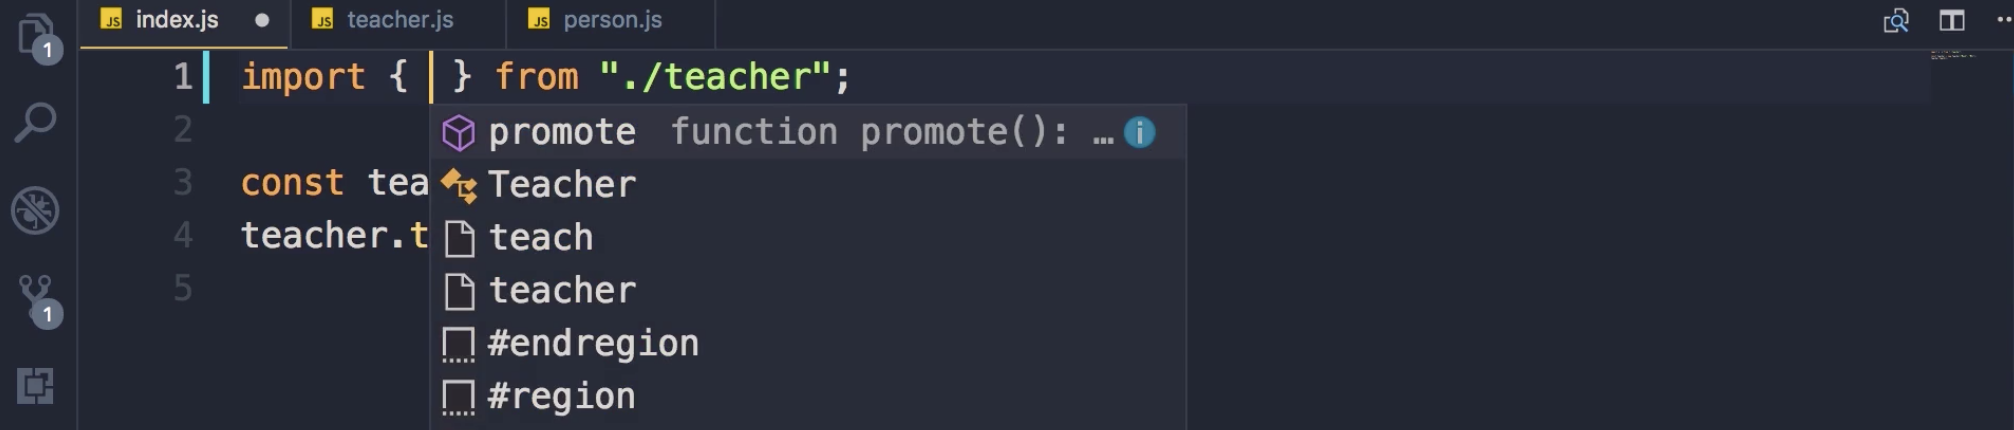 JS index.js JS teacher.js JS person.js
1
1 import { } from "./teacher";
promote function promote(): …
2
3 const tea
Teacher
teach
4 teacher.t
teacher
5
1
#endregion
#region